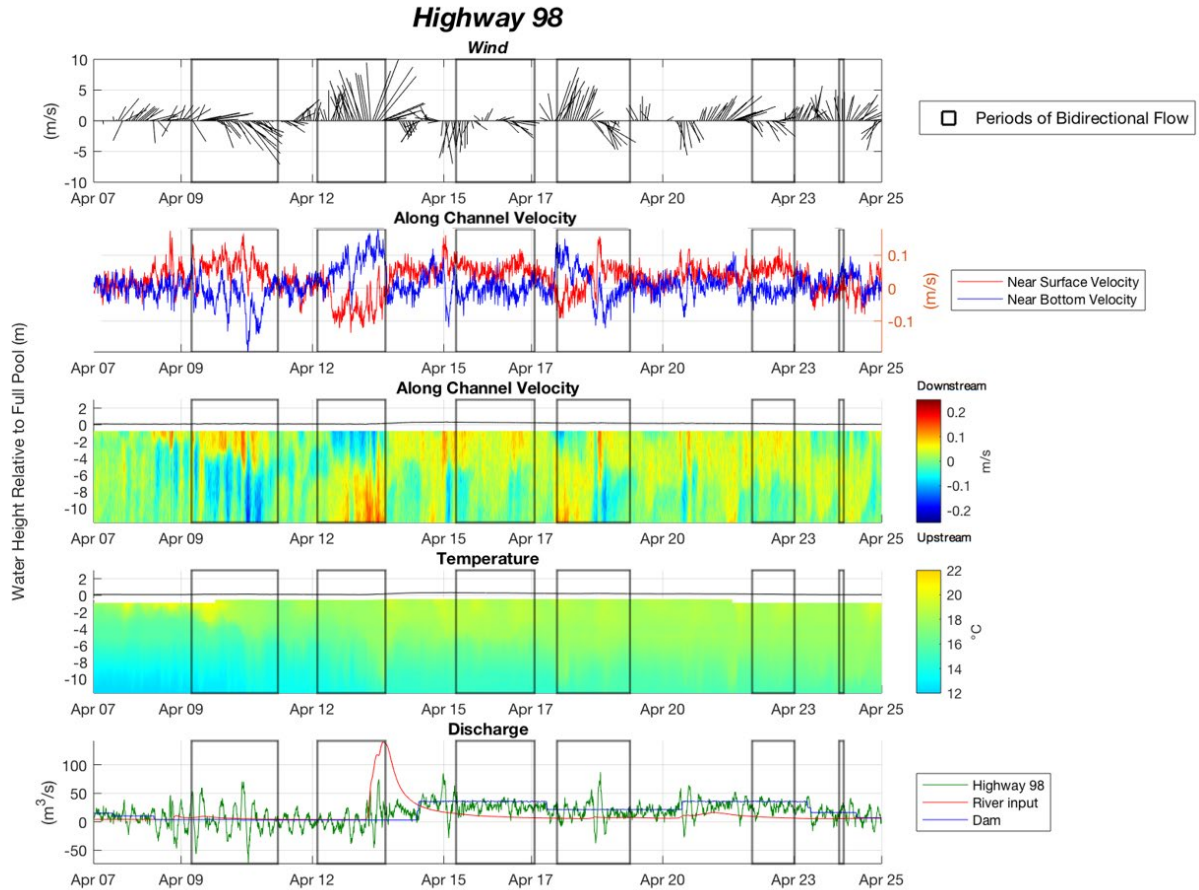 Highway 98
Wind
10
5
0
-5
-10
(m/s)
Apr 07 Apr 09 Apr 12 Apr 15 Apr 17 Apr 20 Apr 23 Apr 25
Periods of Bidirectional Flow
Along Channel Velocity
0.1
0
-0.1
(m/s)
Apr 07 Apr 09 Apr 12 Apr 15 Apr 17 Apr 20 Apr 23 Apr 25
Near Surface Velocity
Near Bottom Velocity
Water Height Relative to Full Pool (m)
Along Channel Velocity
2
0
-2
-4
-6
-8
-10
Apr 07 Apr 09 Apr 12 Apr 15 Apr 17 Apr 20 Apr 23 Apr 25
Downstream
0.2
0.1
0
-0.1
-0.2
m/s
Upstream
Temperature
2
0
-2
-4
-6
-8
-10
Apr 07 Apr 09 Apr 12 Apr 15 Apr 17 Apr 20 Apr 23 Apr 25
22
20
18
16
14
12
°C
Discharge
100
50
0
-50
(m³/s)
Apr 07 Apr 09 Apr 12 Apr 15 Apr 17 Apr 20 Apr 23 Apr 25
Highway 98
River input
Dam